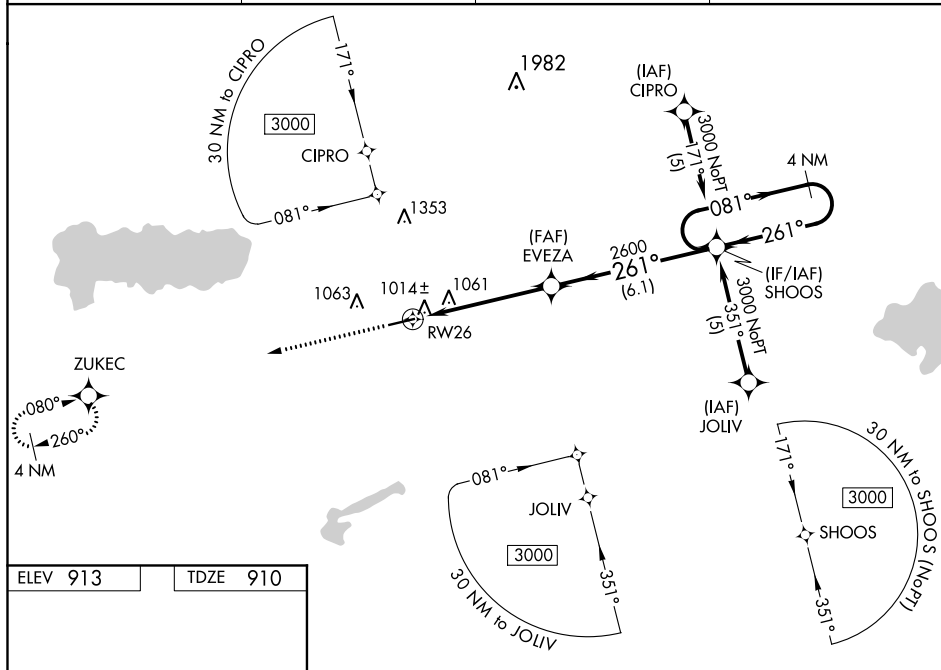 30 NM to CIPRO
171°
3000
CIPRO
081°
1982
1353
(IAF)
CIPRO
3000 NoPT
171°
(5)
4 NM
081°
261°
(FAF)
EVEZA
2600
261°
(6.1)
(IF/IAF)
SHOOS
1063
1014±
1061
RW26
3000 NoPT
351°
(5)
(IAF)
JOLIV
ZUKEC
080°
260°
4 NM
081°
JOLIV
3000
351°
30 NM to JOLIV
171°
30 NM to SHOOS (NoPT)
3000
SHOOS
351°
ELEV 913
TDZE 910